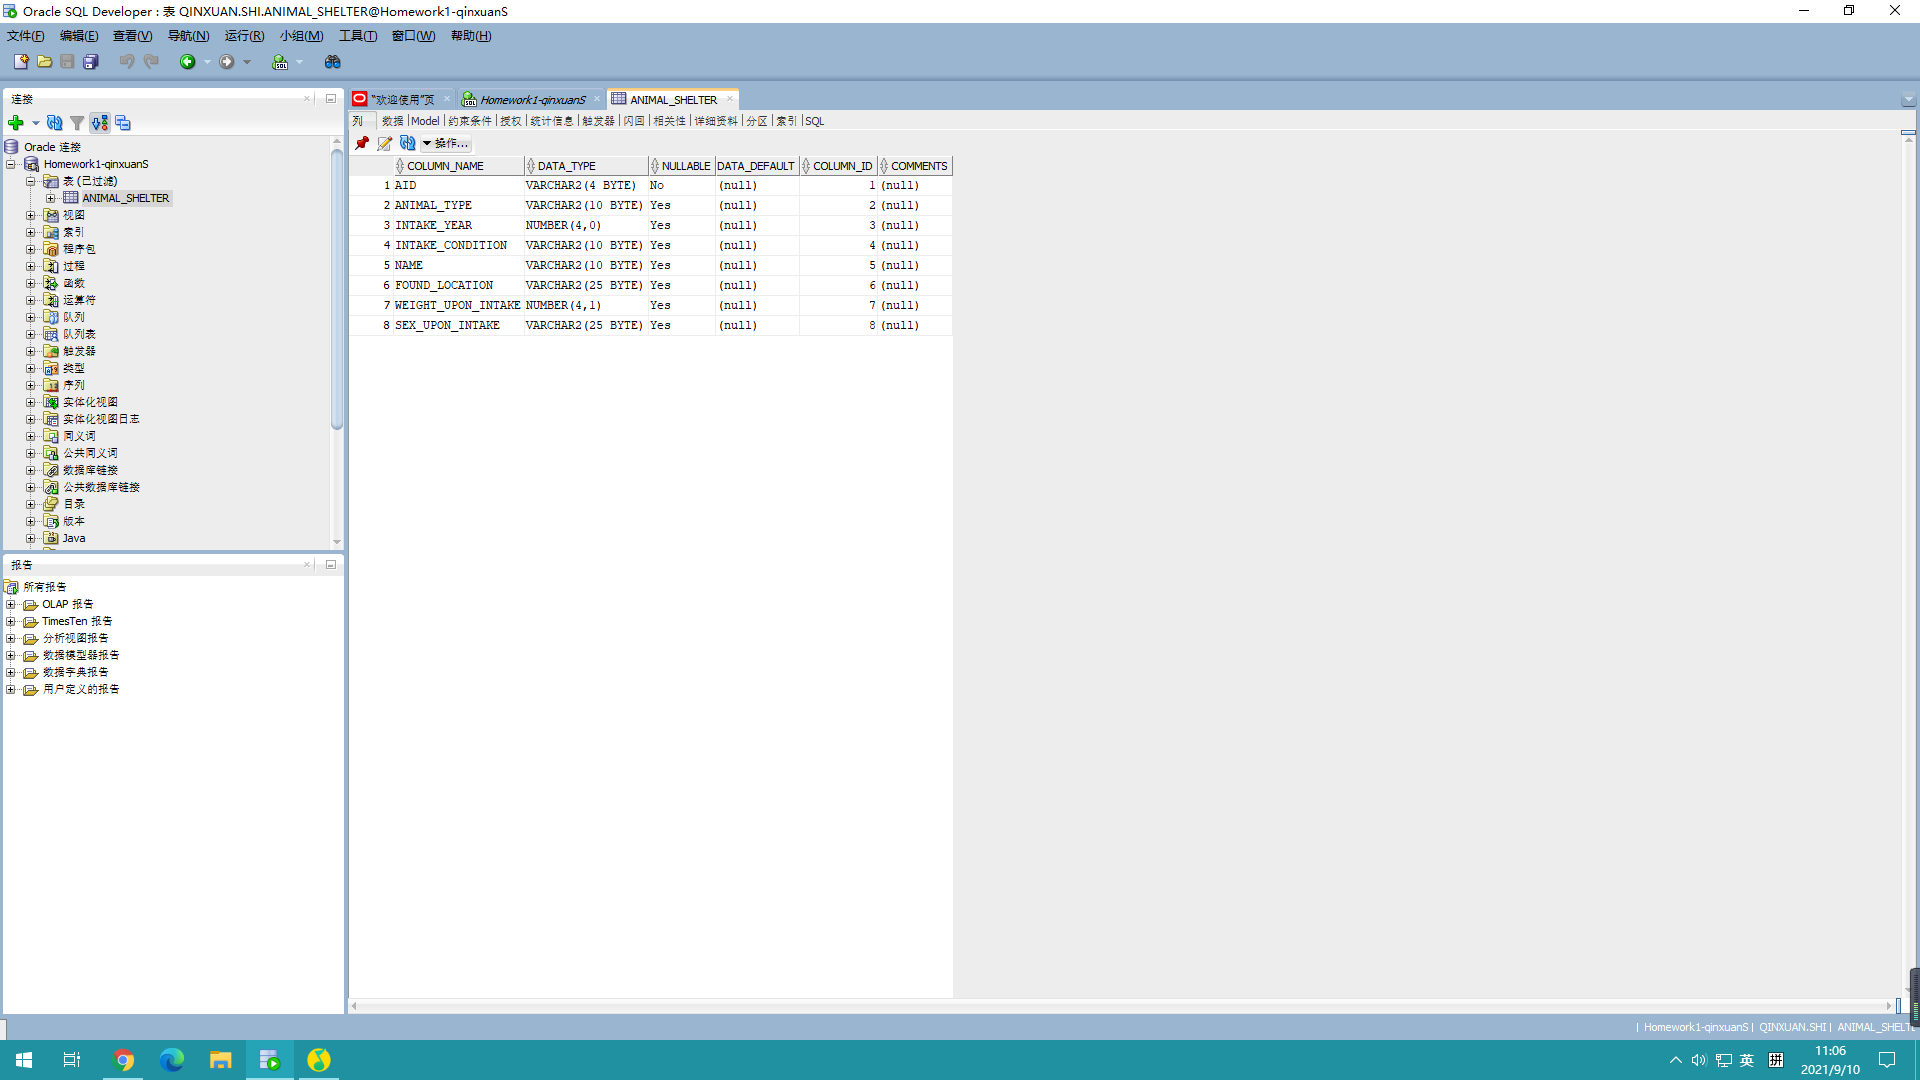 Oracle SQL Developer : 表 QINXUAN.SHI.ANIMAL_SHELTER@Homework1-qinxuanS
文件(F) 编辑(E) 查看(V) 导航(N) 运行(R) 小组(M) 工具(T) 窗口(W) 帮助(H)
连接
Oracle 连接
Homework1-qinxuanS
表 (已过滤)
ANIMAL_SHELTER
视图
索引
程序包
过程
函数
运算符
队列
队列表
触发器
类型
序列
实体化视图
实体化视图日志
同义词
公共同义词
数据库链接
公共数据库链接
目录
版本
Java
报告
所有报告
OLAP 报告
TimesTen 报告
分析视图报告
数据模型器报告
数据字典报告
用户定义的报告
"欢迎使用"页 Homework1-qinxuanS ANIMAL_SHELTER
列 数据 Model 约束条件 授权 统计信息 触发器 闪回 相关性 详细资料 分区 索引 SQL
操作...
COLUMN_NAME DATA_TYPE NULLABLE DATA_DEFAULT COLUMN_ID COMMENTS
1 AID VARCHAR2(4 BYTE) No (null) 1 (null)
2 ANIMAL_TYPE VARCHAR2(10 BYTE) Yes (null) 2 (null)
3 INTAKE_YEAR NUMBER(4,0) Yes (null) 3 (null)
4 INTAKE_CONDITION VARCHAR2(10 BYTE) Yes (null) 4 (null)
5 NAME VARCHAR2(10 BYTE) Yes (null) 5 (null)
6 FOUND_LOCATION VARCHAR2(25 BYTE) Yes (null) 6 (null)
7 WEIGHT_UPON_INTAKE NUMBER(4,1) Yes (null) 7 (null)
8 SEX_UPON_INTAKE VARCHAR2(25 BYTE) Yes (null) 8 (null)
| Homework1-qinxuanS | QINXUAN.SHI | ANIMAL_SHELTE
英 拼 11:06
2021/9/10